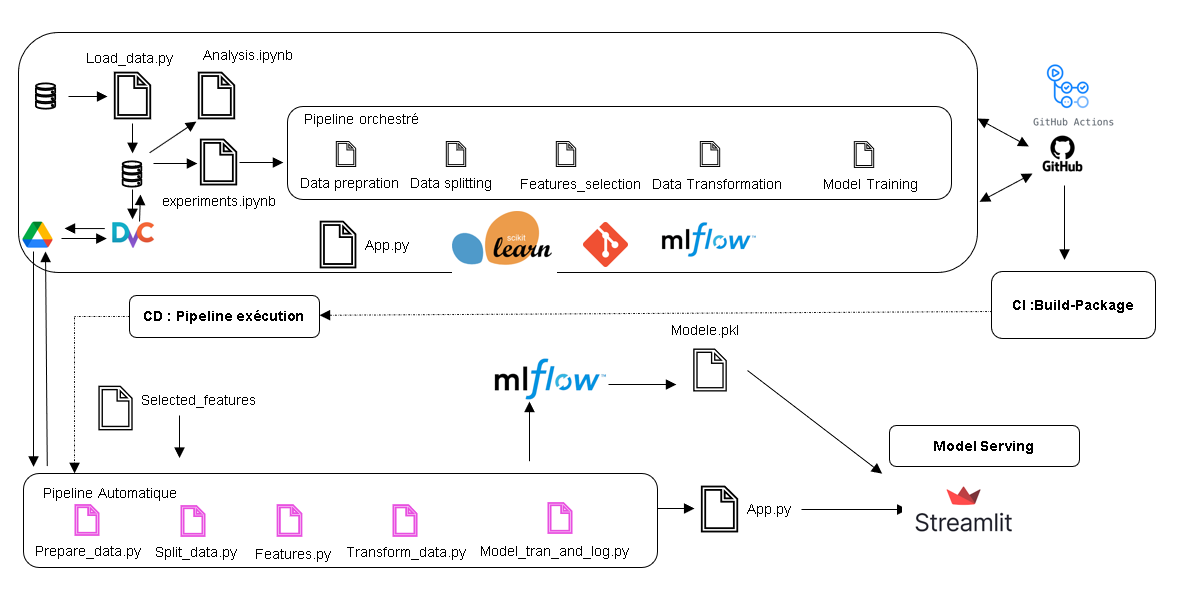 Load_data.py
Analysis.ipynb
Pipeline orchestré
Data prepration
Data splitting
Features_selection
Data Transformation
Model Training
experiments.ipynb
DVC
App.py
scikit
learn
mlflow™
GitHub Actions
GitHub
CI :Build-Package
CD : Pipeline exécution
Modele.pkl
mlflow™
Selected_features
Model Serving
Pipeline Automatique
Prepare_data.py
Split_data.py
Features.py
Transform_data.py
Model_tran_and_log.py
App.py
Streamlit